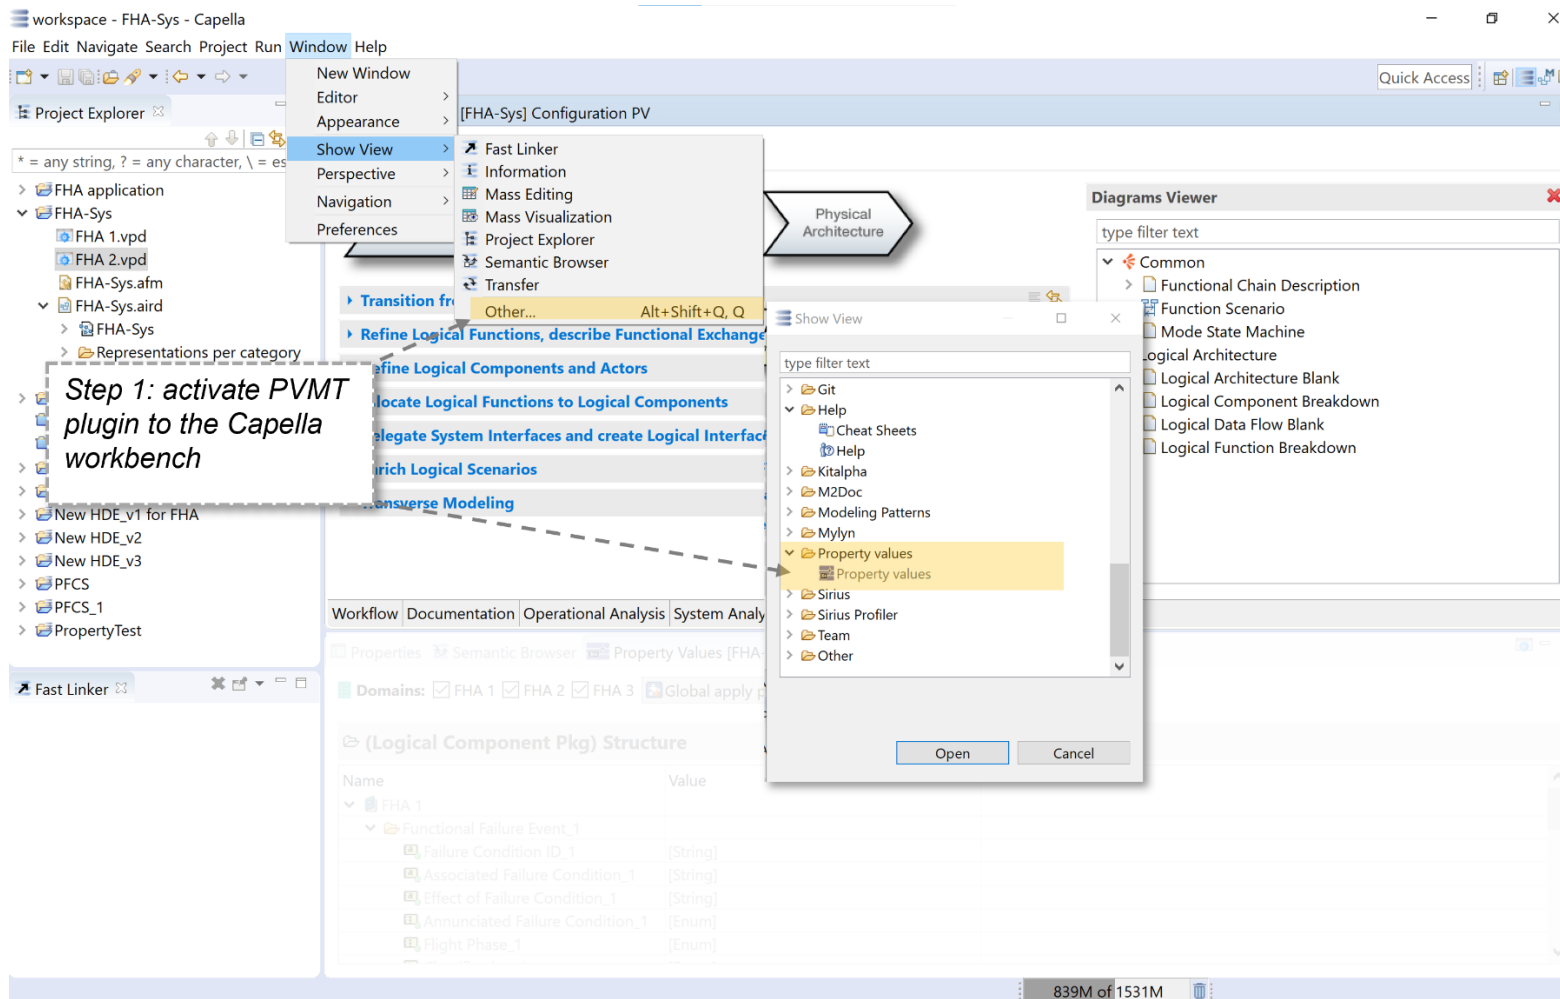 workspace - FHA-Sys - Capella
File Edit Navigate Search Project Run Window Help
Quick Access
Project Explorer
* = any string, ? = any character, \ = es
FHA application
FHA-Sys
FHA 1.vpd
FHA 2.vpd
FHA-Sys.afm
FHA-Sys.aird
FHA-Sys
Representations per category
New HDE_v1 for FHA
New HDE_v2
New HDE_v3
PFCS
PFCS_1
PropertyTest
Step 1: activate PVMT
plugin to the Capella
workbench
Fast Linker
New Window
Editor
Appearance
Show View
Perspective
Navigation
Preferences
Fast Linker
Information
Mass Editing
Mass Visualization
Project Explorer
Semantic Browser
Transfer
Other... Alt+Shift+Q, Q
[FHA-Sys] Configuration PV
Physical
Architecture
Transition fr
Refine Logical Functions, describe Functional Exchange
efine Logical Components and Actors
locate Logical Functions to Logical Components
elegate System Interfaces and create Logical Interfac
rich Logical Scenarios
ansverse Modeling
Workflow Documentation Operational Analysis System Analy
Diagrams Viewer
type filter text
Common
Functional Chain Description
Function Scenario
Mode State Machine
ogical Architecture
Logical Architecture Blank
Logical Component Breakdown
Logical Data Flow Blank
Logical Function Breakdown
Show View
type filter text
Git
Help
Cheat Sheets
Help
Kitalpha
M2Doc
Modeling Patterns
Mylyn
Property values
Property values
Sirius
Sirius Profiler
Team
Other
Open Cancel
Properties Semantic Browser Property Values [FHA-
Domains: FHA 1 FHA 2 FHA 3 Global apply p
(Logical Component Pkg) Structure
Name Value
FHA 1
Functional Failure Event_1
Failure Condition ID_1 [String]
Associated Failure Condition_1 [String]
Effect of Failure Condition_1 [String]
Annunciated Failure Condition_1 [Enum]
Flight Phase_1 [Enum]
839M of 1531M